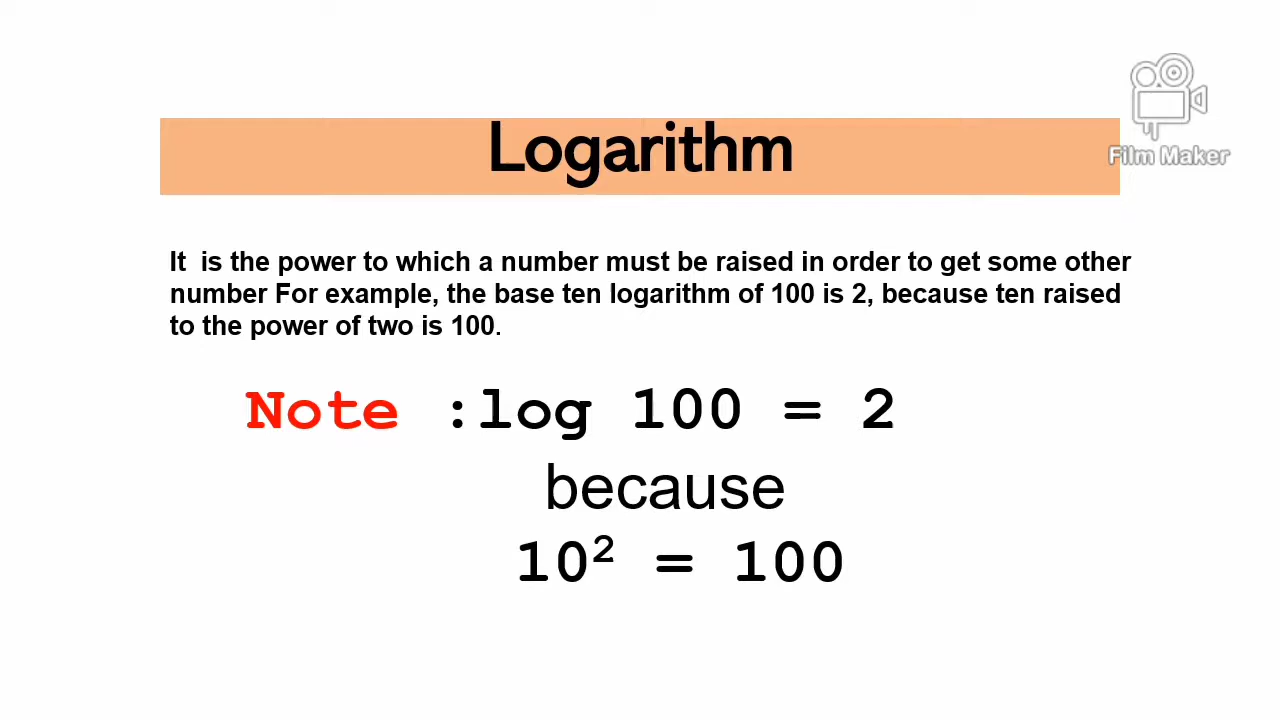 Logarithm
Film Maker
It is the power to which a number must be raised in order to get some other
number For example, the base ten logarithm of 100 is 2, because ten raised
to the power of two is 100.
Note :log 100 = 2
because
10² = 100